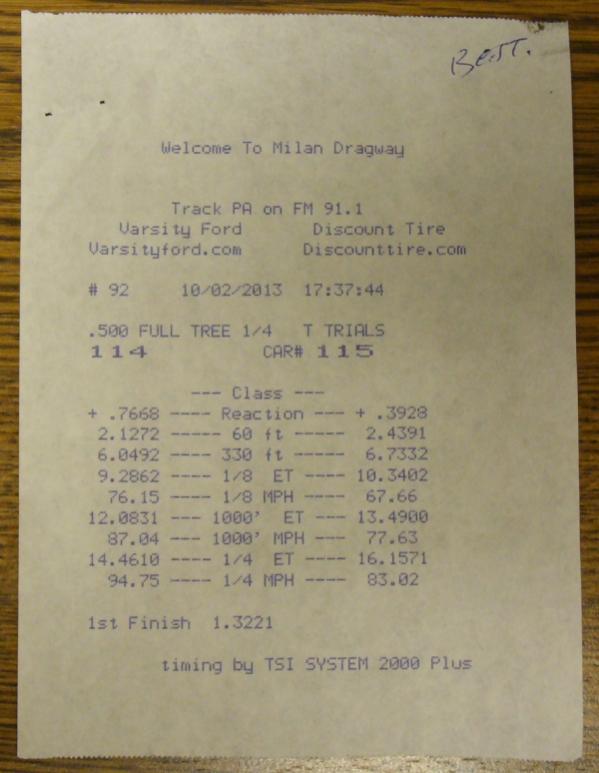 Best.
Welcome To Milan Dragway
Track PA on FM 91.1
Varsity Ford Discount Tire
Varsityford.com Discounttire.com
# 92 10/02/2013 17:37:44
.500 FULL TREE 1/4 T TRIALS
114 CAR# 115
--- Class ---
+ .7668 ---- Reaction --- + .3928
2.1272 ----- 60 ft ----- 2.4391
6.0492 ---- 330 ft ---- 6.7332
9.2862 ---- 1/8 ET ---- 10.3402
76.15 ---- 1/8 MPH ---- 67.66
12.0831 --- 1000' ET --- 13.4900
87.04 --- 1000' MPH --- 77.63
14.4610 ---- 1/4 ET ---- 16.1571
94.75 ---- 1/4 MPH ---- 83.02
1st Finish 1.3221
timing by TSI SYSTEM 2000 Plus